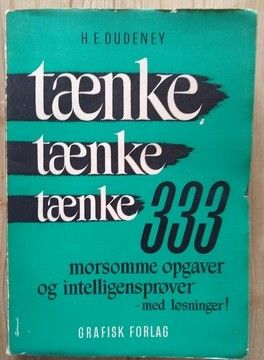 H.E. DUDENEY
tænke,
tænke
tænke 333
morsomme opgaver
og intelligensprøver
- med løsninger!
GRAFISK FORLAG